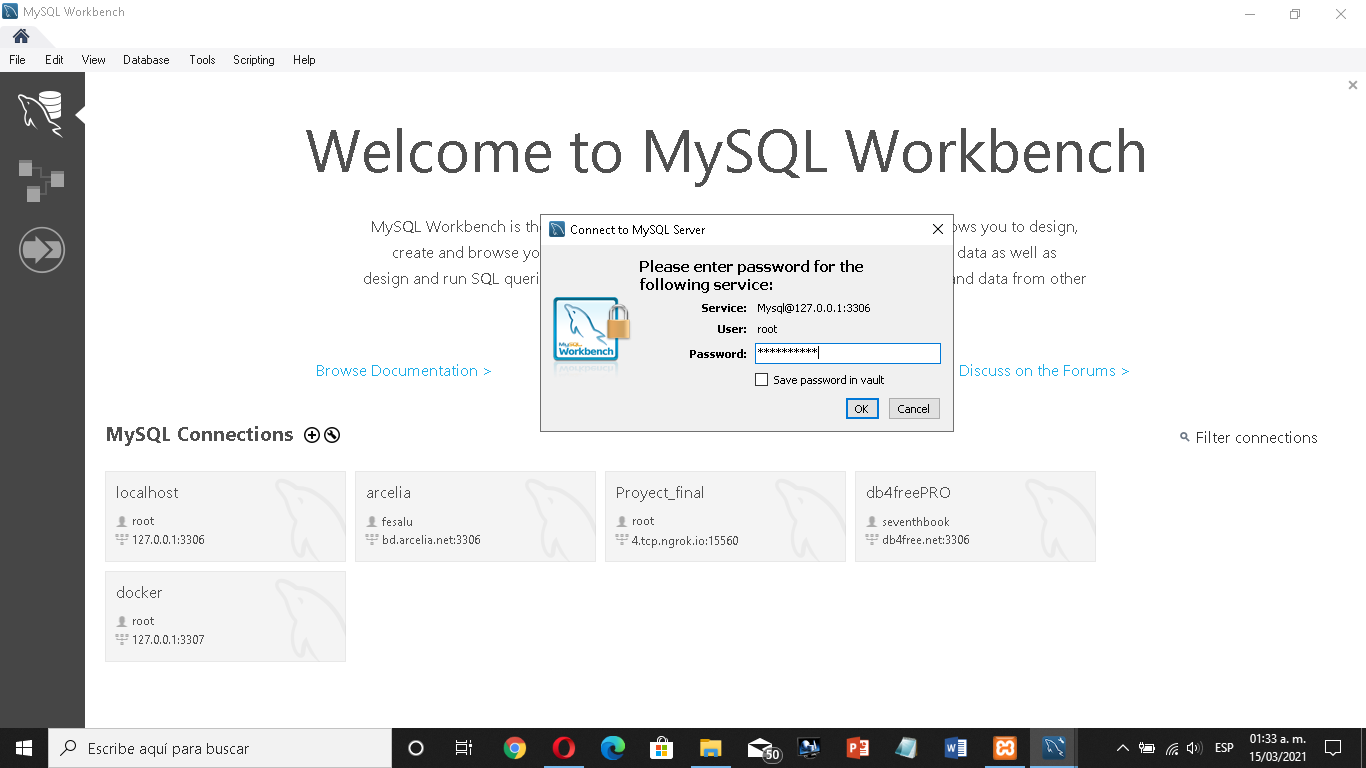 MySQL Workbench
File Edit View Database Tools Scripting Help
Welcome to MySQL Workbench
MySQL Workbench is the
ws you to design,
create and browse yo
data as well as
design and run SQL queri
nd data from other
Connect to MySQL Server
Please enter password for the
following service:
Service: Mysql@127.0.0.1:3306
User: root
Password: **********
Save password in vault
OK Cancel
MySQL
Workbench
Browse Documentation >
Discuss on the Forums >
MySQL Connections
Filter connections
localhost
root
127.0.0.1:3306
arcelia
fesalu
bd.arcelia.net:3306
Proyect_final
root
4.tcp.ngrok.io:15560
db4freePRO
seventhbook
db4free.net:3306
docker
root
127.0.0.1:3307
Escribe aquí para buscar
50
ESP
01:33 a. m.
15/03/2021